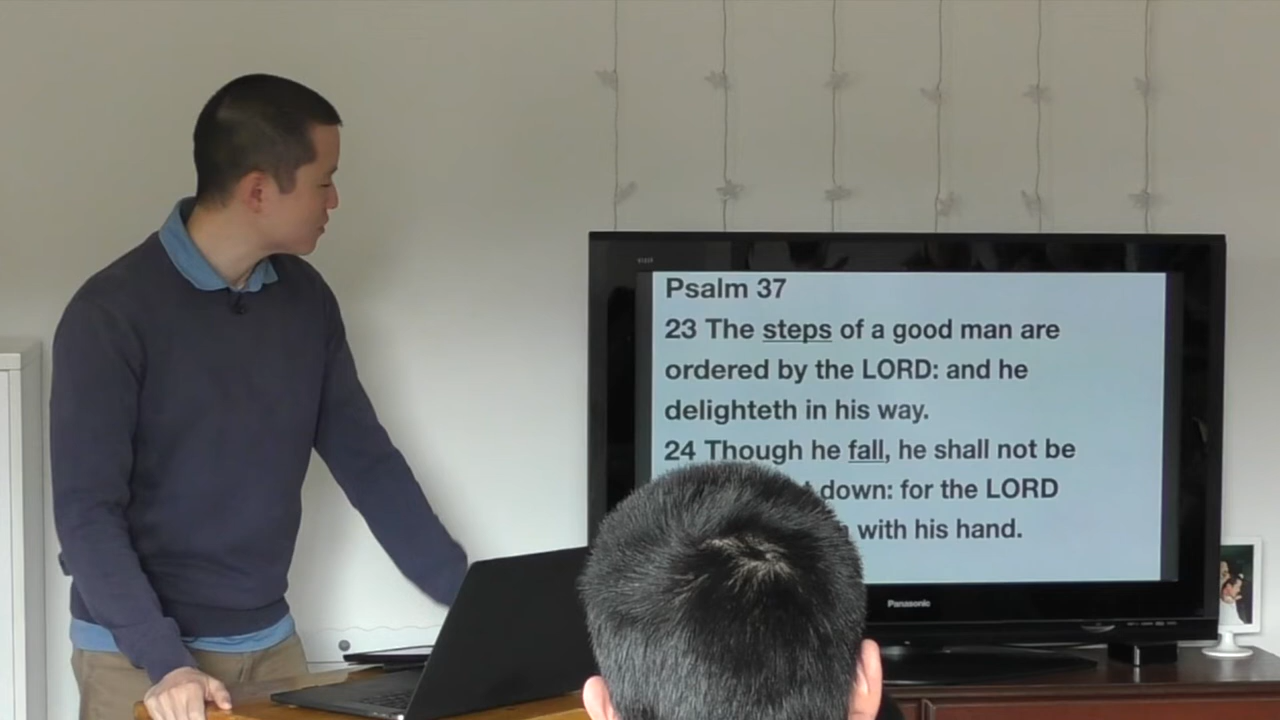 Psalm 37
23 The steps of a good man are
ordered by the LORD: and he
delighteth in his way.
24 Though he fall, he shall not be
down: for the LORD
with his hand.
Panasonic